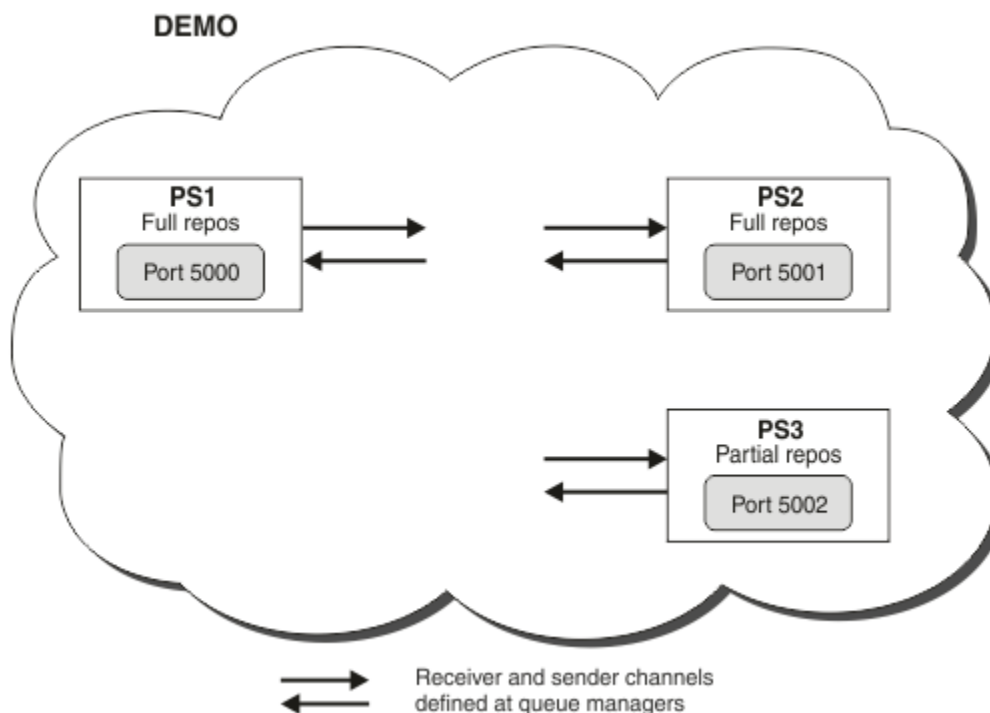 DEMO
PS1
Full repos
Port 5000
PS2
Full repos
Port 5001
PS3
Partial repos
Port 5002
Receiver and sender channels
defined at queue managers